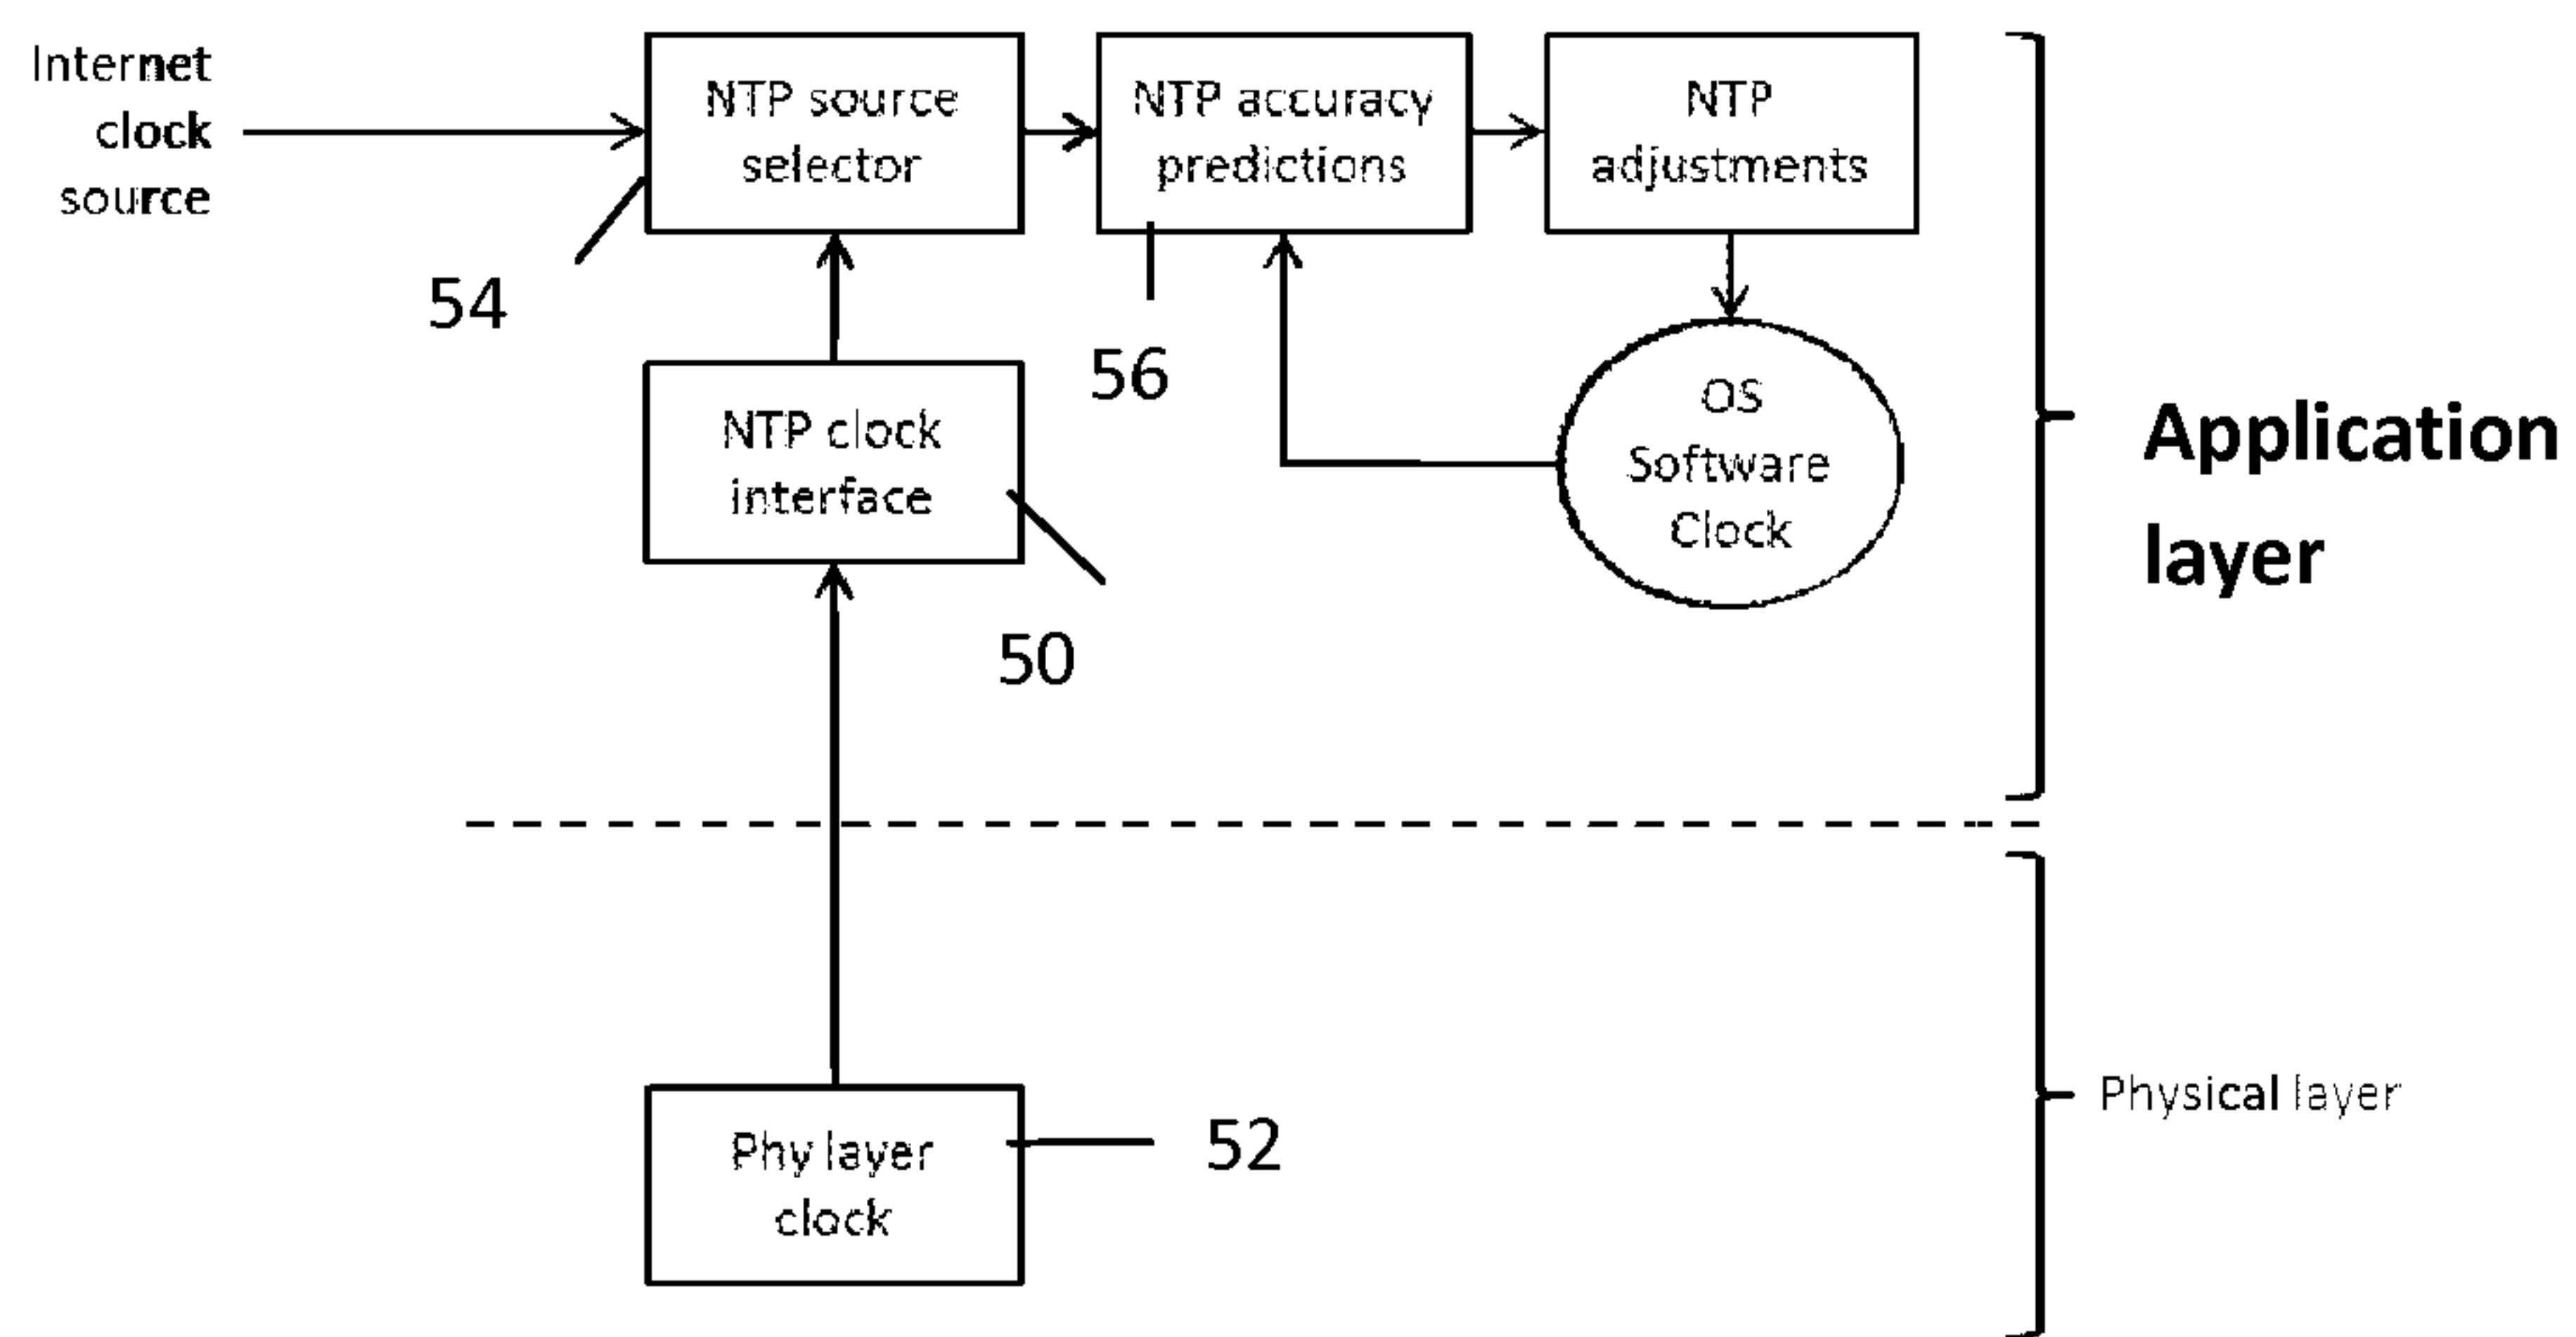 Internet
clock
source
NTP source
selector
NTP accuracy
predictions
NTP
adjustments
54
56
NTP clock
interface
50
OS
Software
Clock
Application
layer
Phy layer
clock
52
Physical layer